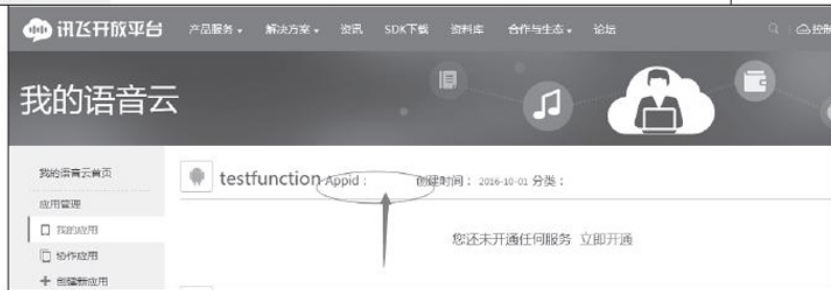 讯飞开放平台 产品服务 解决方案 资讯 SDK下载 资料库 合作与生态 论坛 控制
我的语音云
我的语音云首页
testfunction Appid： 创建时间：2016-10-01 分类：
应用管理
我的应用
您还未开通任何服务 立即开通
协作应用
+ 创建新应用